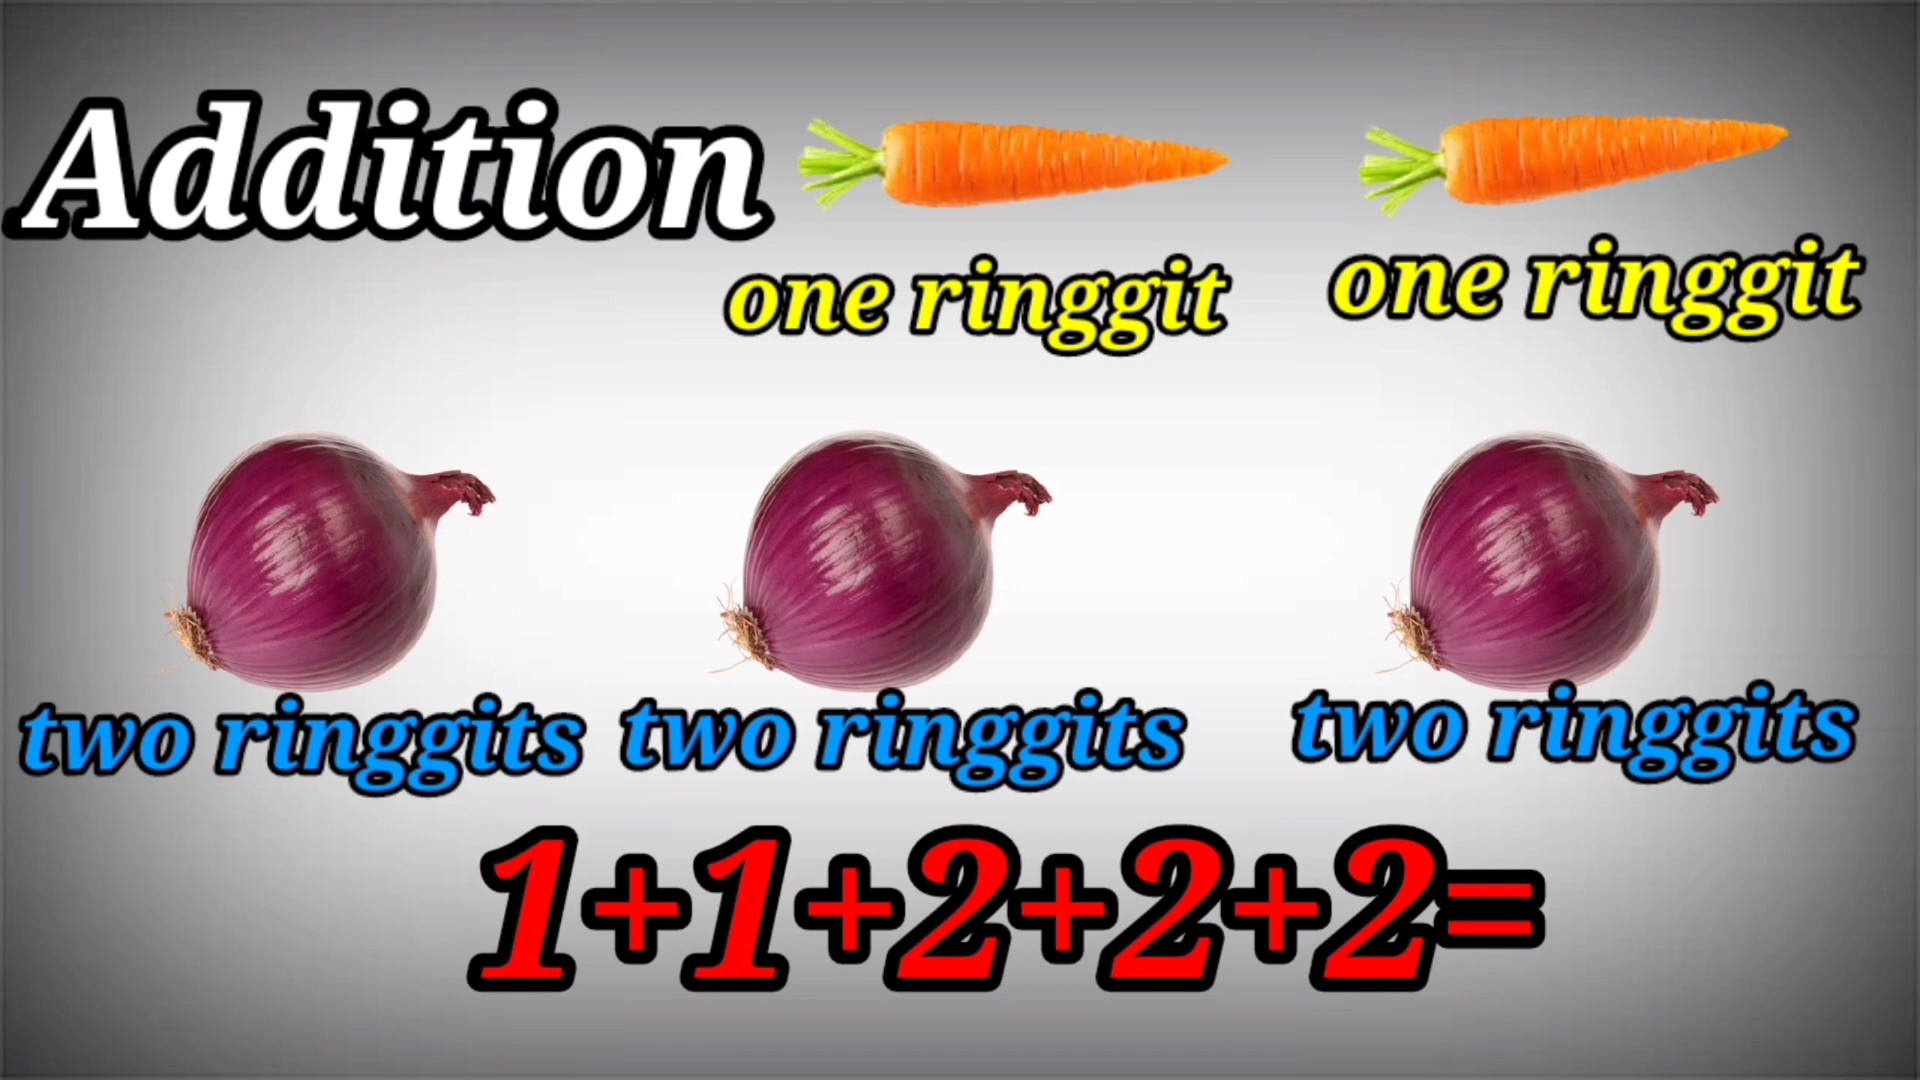 Addition
one ringgit
one ringgit
two ringgits
two ringgits
two ringgits
1+1+2+2+2=